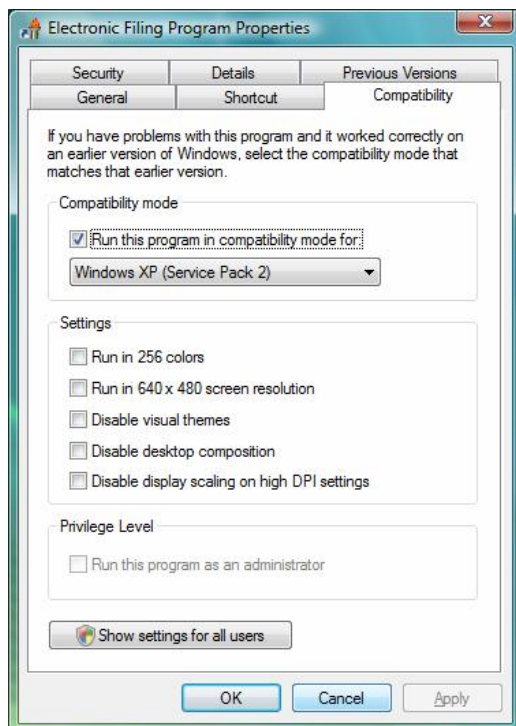 Electronic Filing Program Properties
Security Details Previous Versions
General Shortcut Compatibility
If you have problems with this program and it worked correctly on
an earlier version of Windows, select the compatibility mode that
matches that earlier version.
Compatibility mode
Run this program in compatibility mode for:
Windows XP (Service Pack 2)
Settings
Run in 256 colors
Run in 640 x 480 screen resolution
Disable visual themes
Disable desktop composition
Disable display scaling on high DPI settings
Privilege Level
Run this program as an administrator
Show settings for all users
OK Cancel Apply